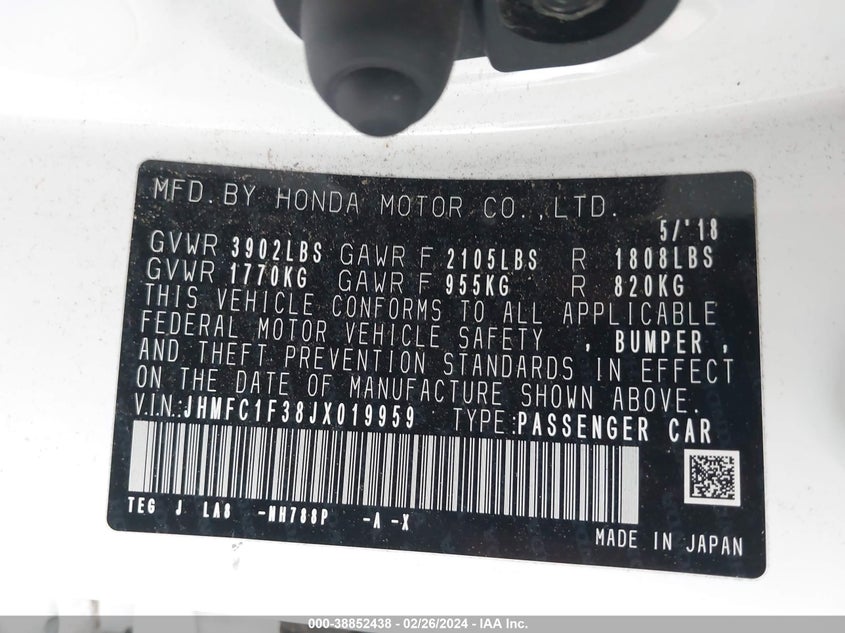 MFD. BY HONDA MOTOR CO.,LTD.
5/'18
GVWR 3902LBS GAWR F 2105LBS R 1808LBS
GVWR 1770KG GAWR F 955KG R 820KG
THIS VEHICLE CONFORMS TO ALL APPLICABLE
FEDERAL MOTOR VEHICLE SAFETY , BUMPER ,
AND THEFT PREVENTION STANDARDS IN EFFECT
ON THE DATE OF MANUFACTURE SHOWN ABOVE.
V.I.N:JHMFC1F38JX019959 TYPE:PASSENGER CAR
TEG J LA8 -NH788P -A -X
MADE IN JAPAN
000-38852438 - 02/26/2024 - IAA Inc.